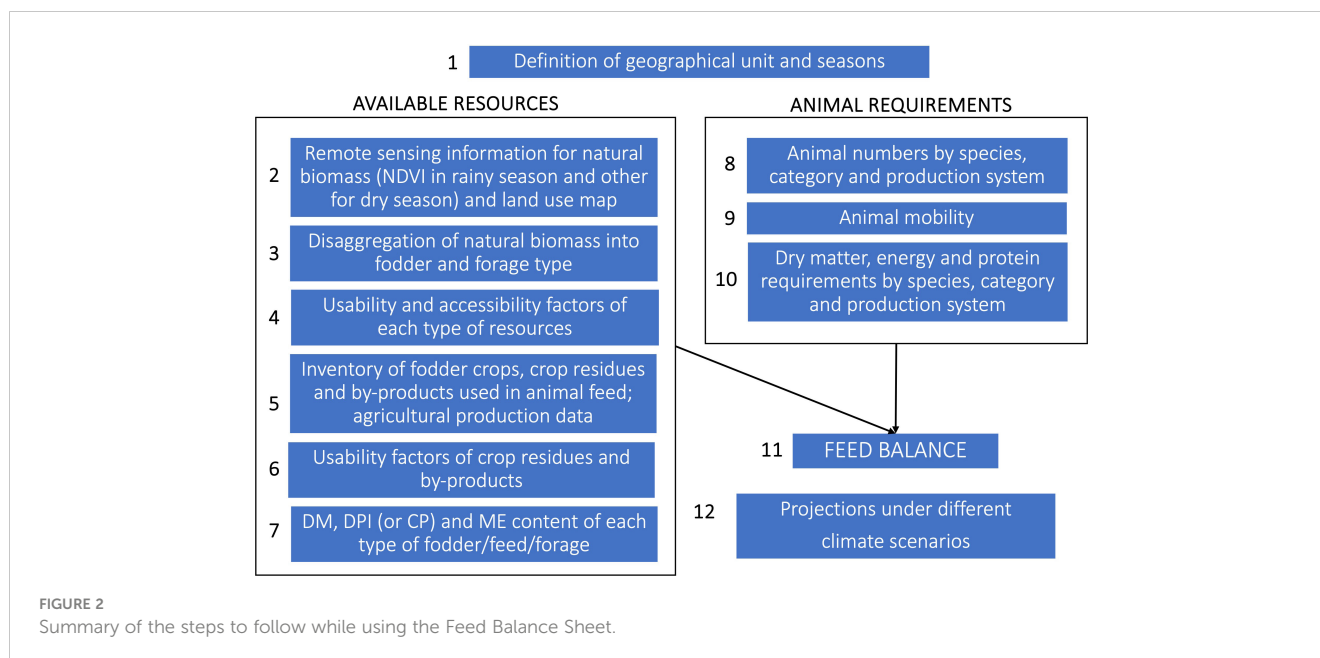 1
Definition of geographical unit and seasons
AVAILABLE RESOURCES
2
Remote sensing information for natural
biomass (NDVI in rainy season and other
for dry season) and land use map
3
Disaggregation of natural biomass into
fodder and forage type
4
Usability and accessibility factors of
each type of resources
5
Inventory of fodder crops, crop residues
and by-products used in animal feed;
agricultural production data
6
Usability factors of crop residues and
by-products
7
DM, DPI (or CP) and ME content of each
type of fodder/feed/forage
ANIMAL REQUIREMENTS
8
Animal numbers by species,
category and production system
9
Animal mobility
10
Dry matter, energy and protein
requirements by species, category
and production system
11
FEED BALANCE
12
Projections under different
climate scenarios
FIGURE 2
Summary of the steps to follow while using the Feed Balance Sheet.